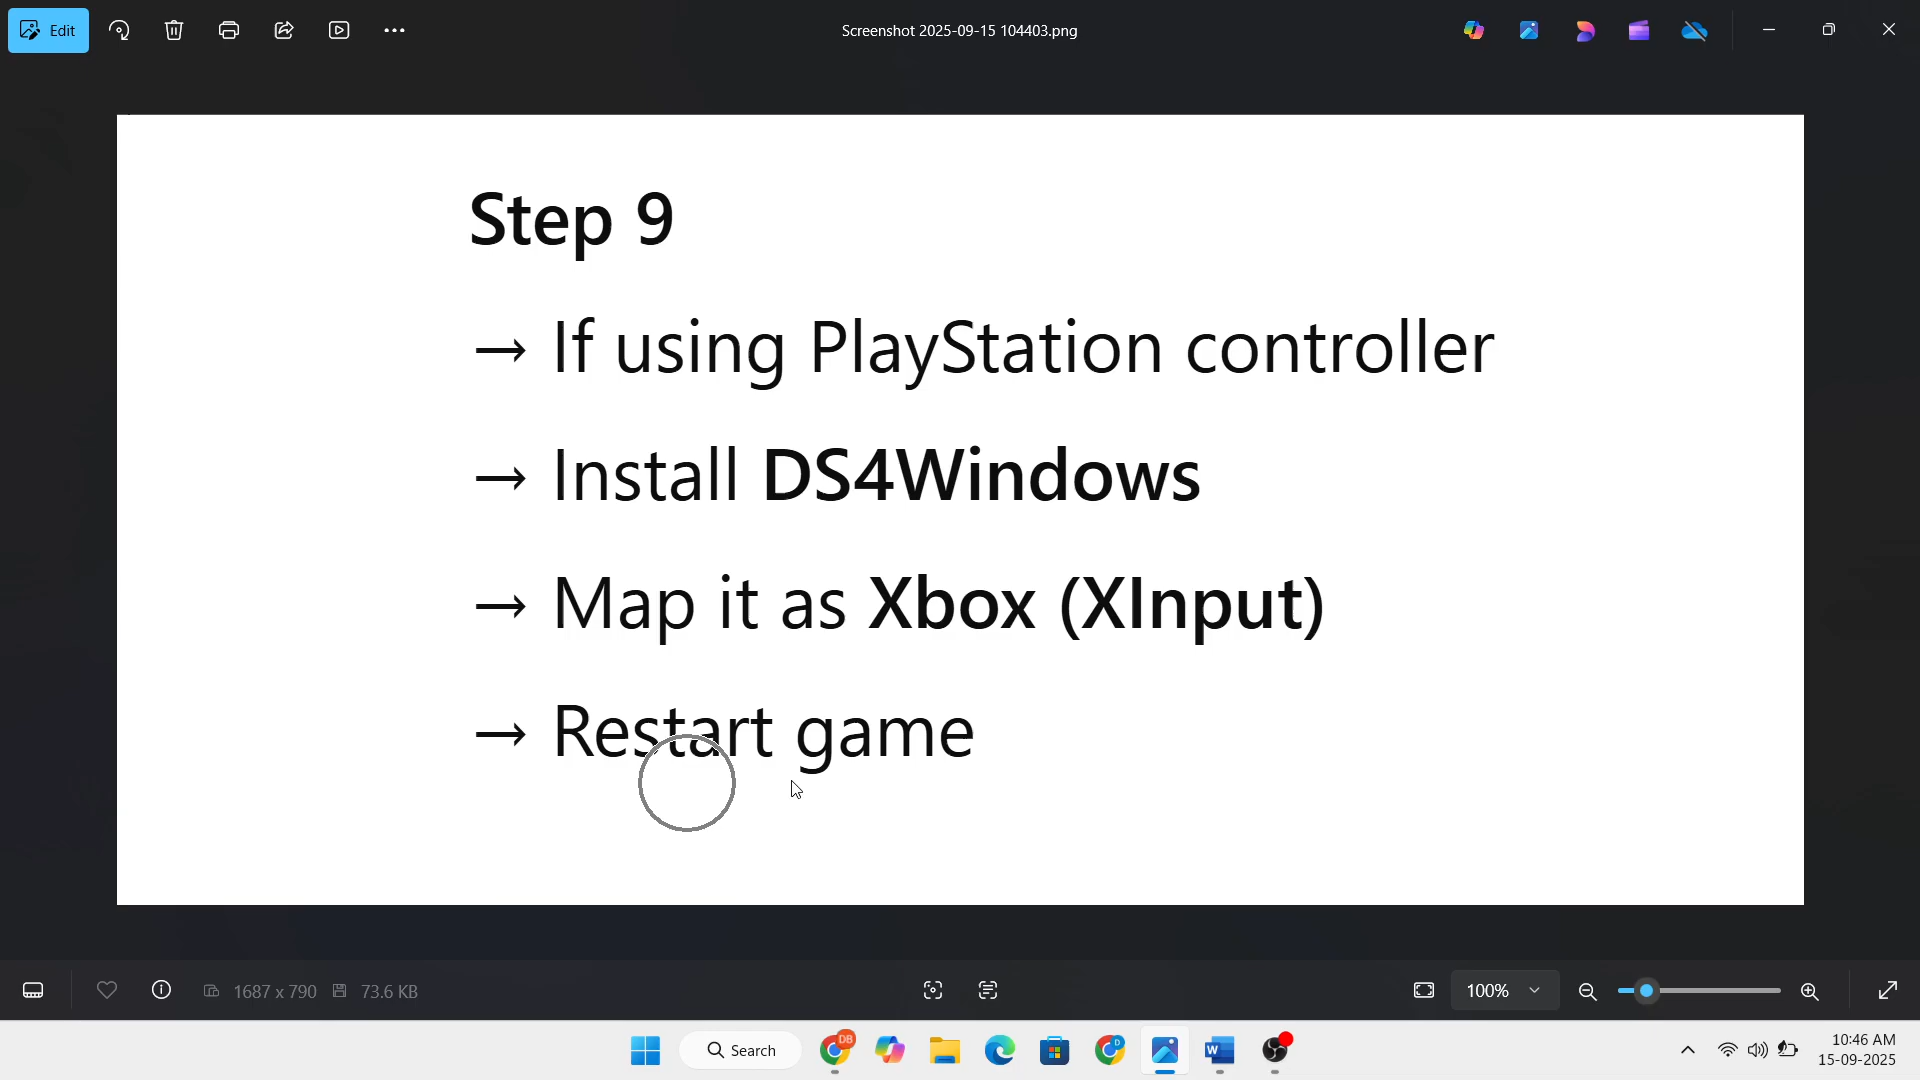 Edit
Screenshot 2025-09-15 104403.png
Step 9
→ If using PlayStation controller
→ Install DS4Windows
→ Map it as Xbox (XInput)
→ Restart game
1687 x 790
73.6 KB
100%
Search
DB
D
W
10:46 AM
15-09-2025